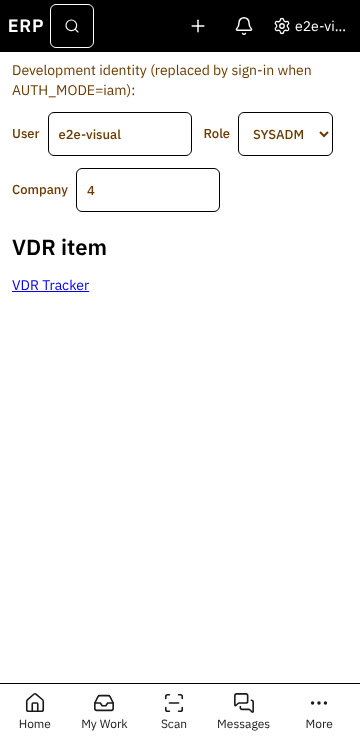 ERP
e2e-vi...
Development identity (replaced by sign-in when
AUTH_MODE=iam):
User e2e-visual Role SYSADM
Company 4
VDR item
VDR Tracker
Home My Work Scan Messages More